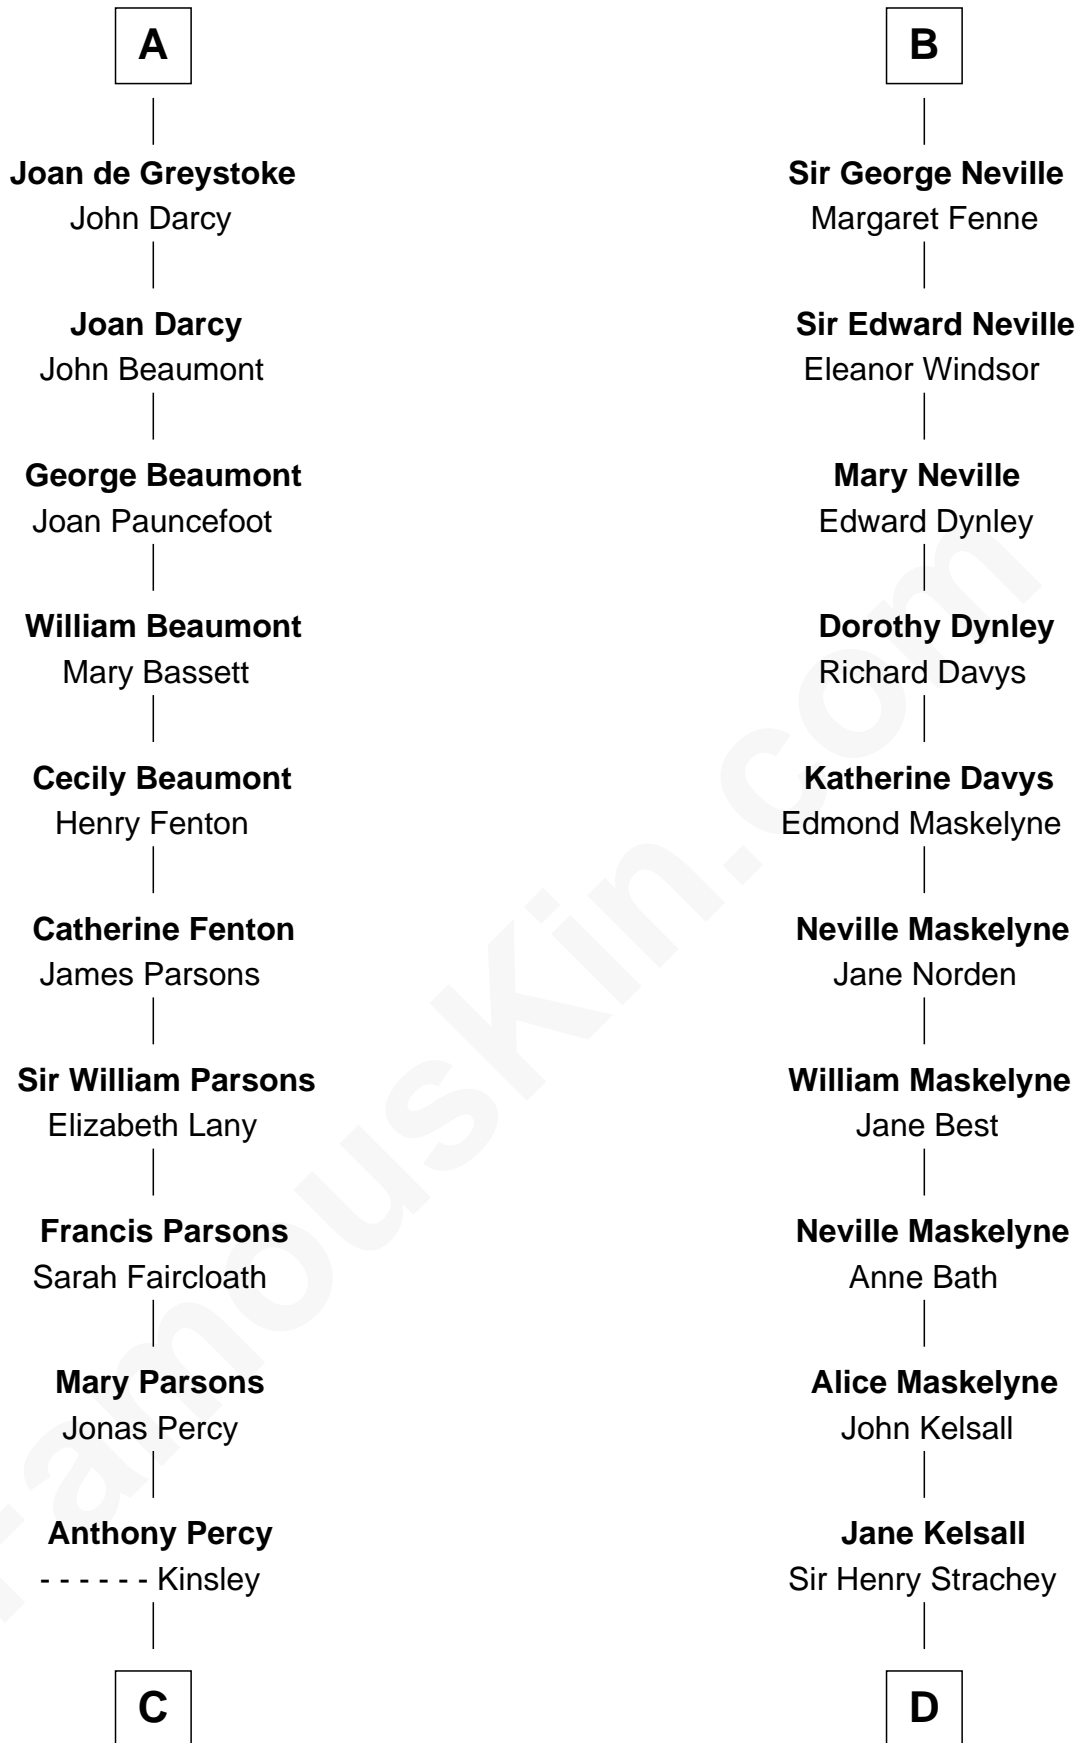 A
Joan de Greystoke
John Darcy
Joan Darcy
John Beaumont
George Beaumont
Joan Pauncefoot
William Beaumont
Mary Bassett
Cecily Beaumont
Henry Fenton
Catherine Fenton
James Parsons
Sir William Parsons
Elizabeth Lany
Francis Parsons
Sarah Faircloath
Mary Parsons
Jonas Percy
Anthony Percy
- - - - - - Kinsley
C
B
Sir George Neville
Margaret Fenne
Sir Edward Neville
Eleanor Windsor
Mary Neville
Edward Dynley
Dorothy Dynley
Richard Davys
Katherine Davys
Edmond Maskelyne
Neville Maskelyne
Jane Norden
William Maskelyne
Jane Best
Neville Maskelyne
Anne Bath
Alice Maskelyne
John Kelsall
Jane Kelsall
Sir Henry Strachey
D
FamousKin.com